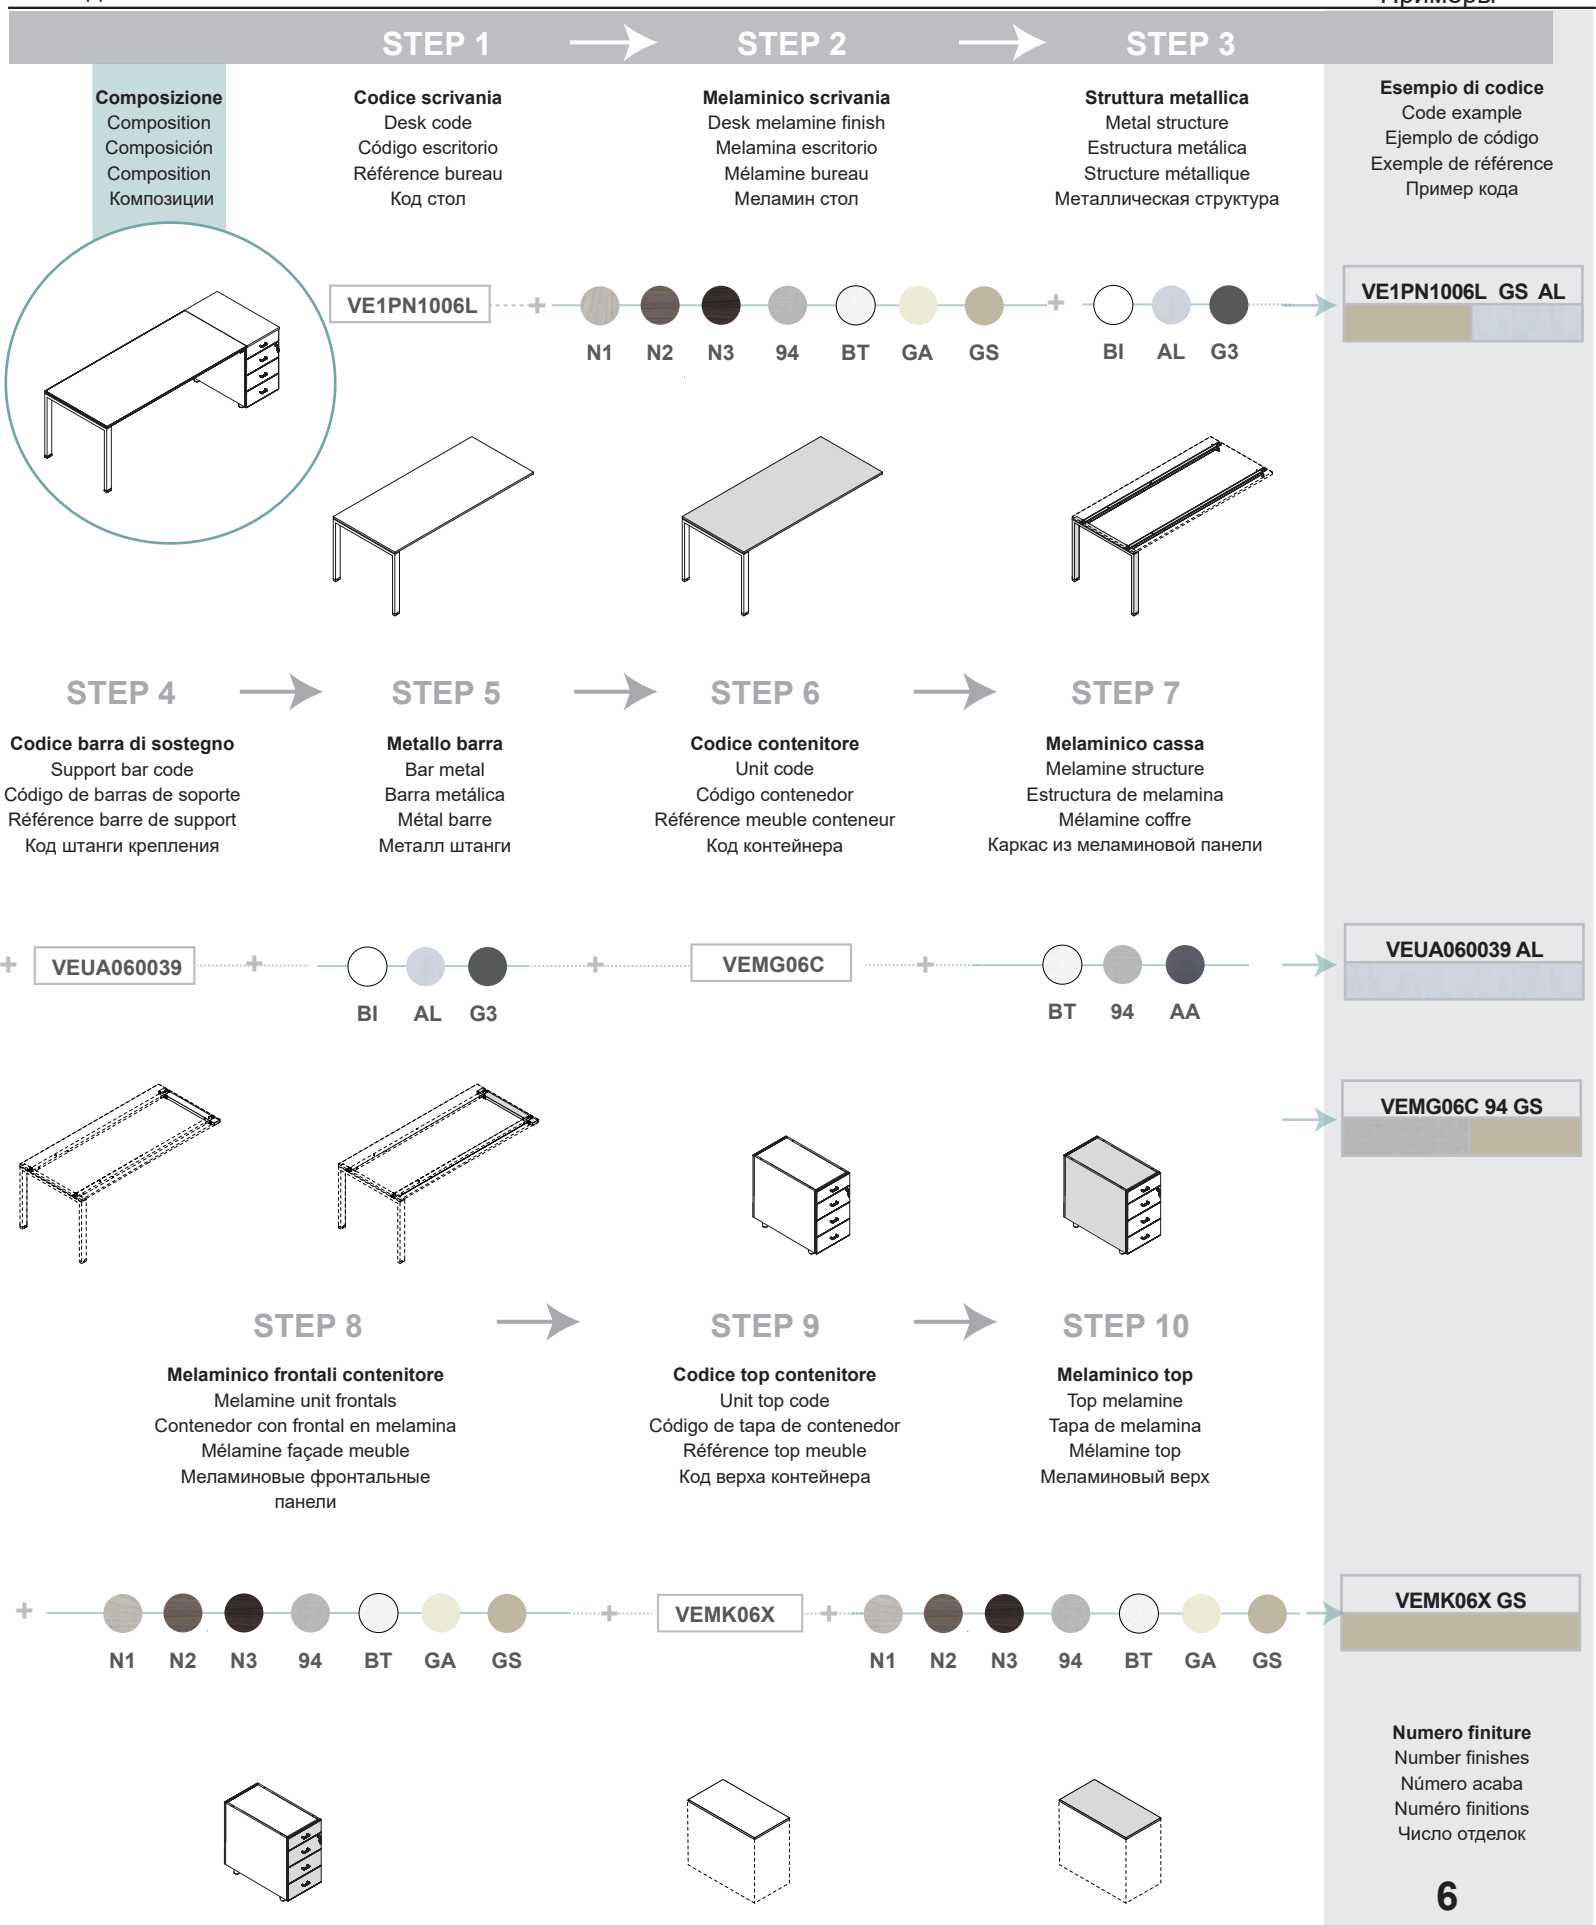 STEP 1
STEP 2
STEP 3
Composizione
Composition
Composición
Composition
Композиции
Codice scrivania
Desk code
Código escritorio
Référence bureau
Код стол
Melaminico scrivania
Desk melamine finish
Melamina escritorio
Mélamine bureau
Меламин стол
Struttura metallica
Metal structure
Estructura metálica
Structure métallique
Металлическая структура
Esempio di codice
Code example
Ejemplo de código
Exemple de référence
Пример кода
VE1PN1006L
+
+
N1 N2 N3 94 BT GA GS
BI AL G3
VE1PN1006L GS AL
STEP 4
STEP 5
STEP 6
STEP 7
Codice barra di sostegno
Support bar code
Código de barras de soporte
Référence barre de support
Код штанги крепления
Metallo barra
Bar metal
Barra metálica
Métal barre
Металл штанги
Codice contenitore
Unit code
Código contenedor
Référence meuble conteneur
Код контейнера
Melaminico cassa
Melamine structure
Estructura de melamina
Mélamine coffre
Каркас из меламиновой панели
+ VEUA060039 + + VEMG06C +
BI AL G3
BT 94 AA
VEUA060039 AL
VEMG06C 94 GS
STEP 8
STEP 9
STEP 10
Melaminico frontali contenitore
Melamine unit frontals
Contenedor con frontal en melamina
Mélamine façade meuble
Меламиновые фронтальные
панели
Codice top contenitore
Unit top code
Código de tapa de contenedor
Référence top meuble
Код верха контейнера
Melaminico top
Top melamine
Tapa de melamina
Mélamine top
Меламиновый верх
+ + VEMK06X +
N1 N2 N3 94 BT GA GS
N1 N2 N3 94 BT GA GS
VEMK06X GS
Numero finiture
Number finishes
Número acaba
Numéro finitions
Число отделок
6